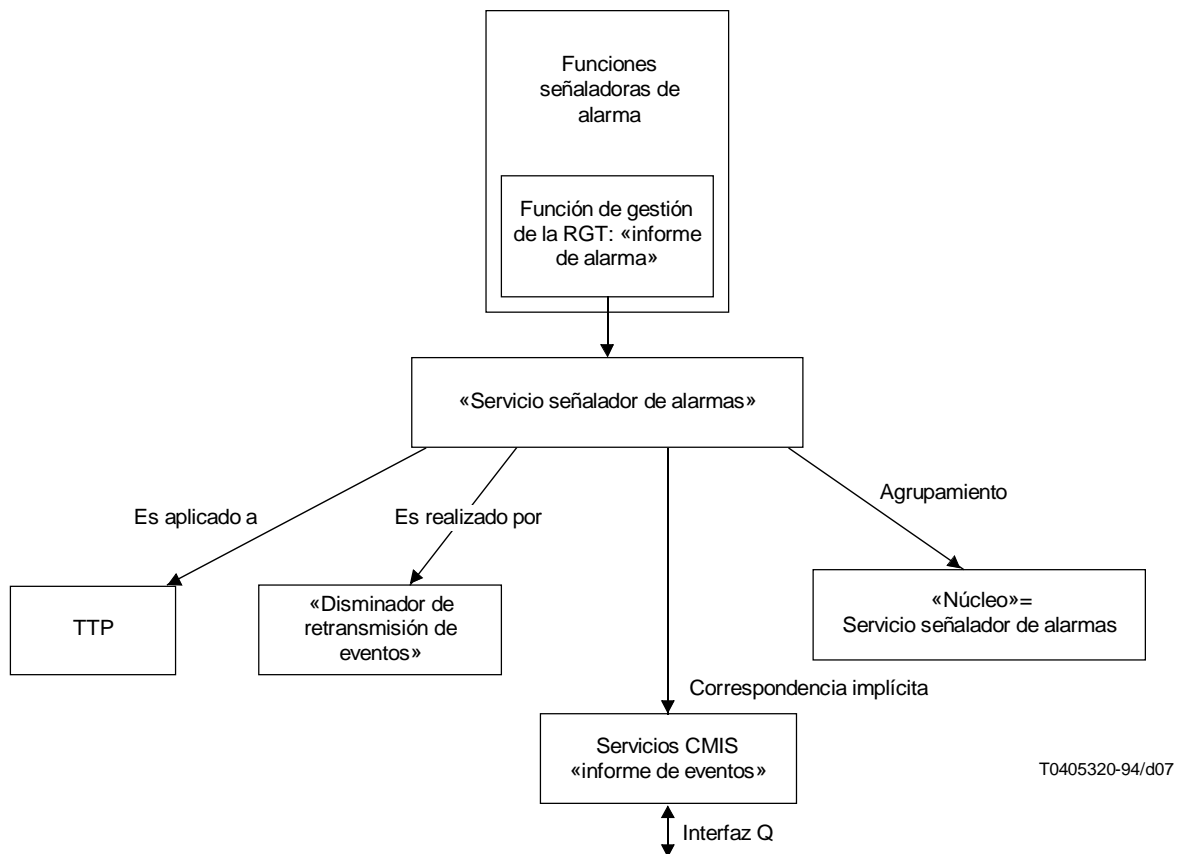 Funciones
señaladoras de
alarma
Función de gestión
de la RGT: «informe
de alarma»
«Servicio señalador de alarmas»
Es aplicado a
Es realizado por
Agrupamiento
TTP
«Disminador de
retransmisión de
eventos»
«Núcleo»=
Servicio señalador de alarmas
Correspondencia implícita
Servicios CMIS
«informe de eventos»
T0405320-94/d07
Interfaz Q